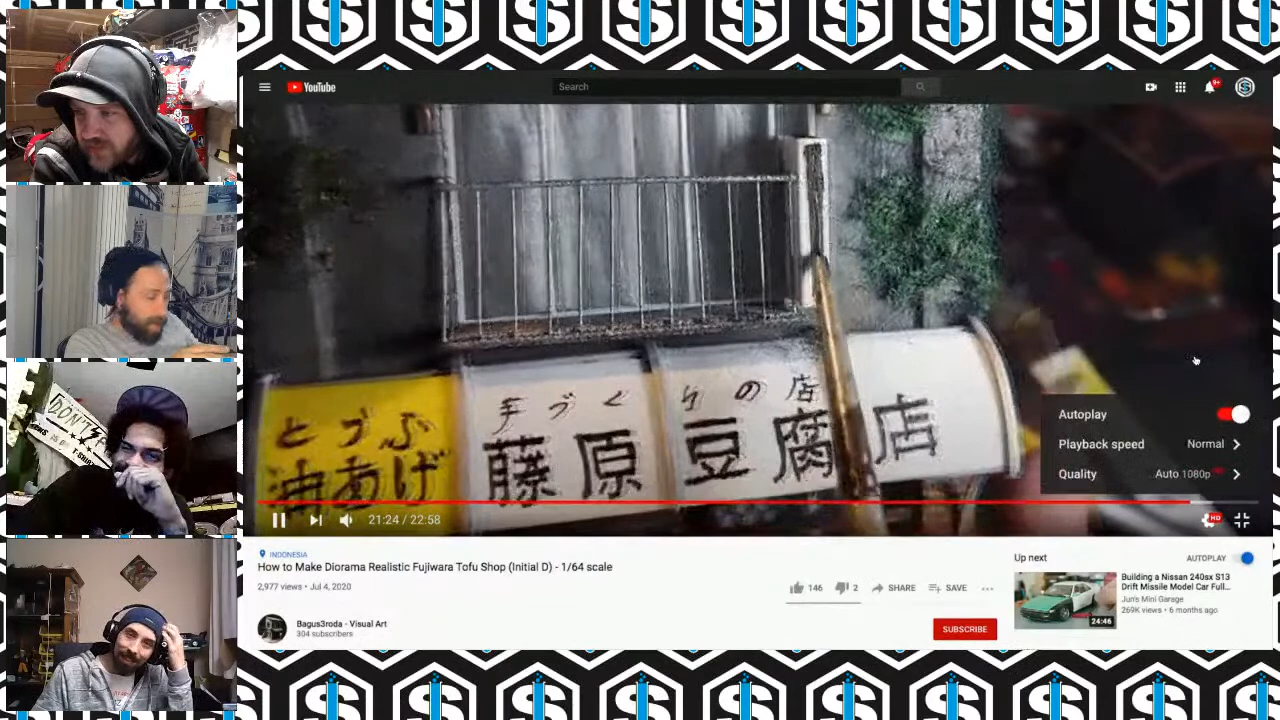 YouTube
Search
9+
とうふ
油あげ
手づくりの店
藤原豆腐店
Autoplay
Playback speed Normal
Quality Auto 1080p HD
21:24 / 22:58
HD
INDONESIA
How to Make Diorama Realistic Fujiwara Tofu Shop (Initial D) - 1/64 scale
2,977 views • Jul 4, 2020
146
2
SHARE
SAVE
Bagus3roda - Visual Art
304 subscribers
SUBSCRIBE
Up next
AUTOPLAY
Building a Nissan 240sx S13
Drift Missile Model Car Full...
Jun's Mini Garage
269K views • 6 months ago
24:46
DON'T